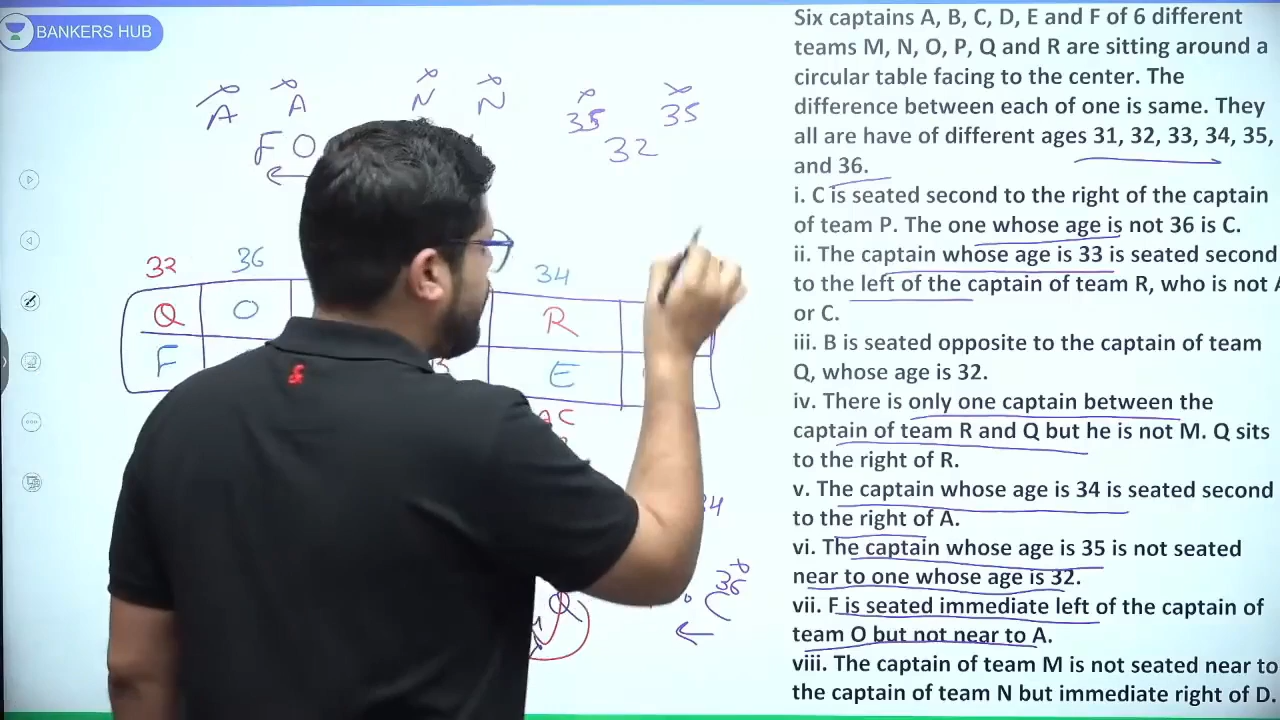 BANKERS HUB
Six captains A, B, C, D, E and F of 6 different
teams M, N, O, P, Q and R are sitting around a
circular table facing to the center. The
difference between each of one is same. They
all are have of different ages 31, 32, 33, 34, 35,
and 36.
i. C is seated second to the right of the captain
of team P. The one whose age is not 36 is C.
ii. The captain whose age is 33 is seated second
to the left of the captain of team R, who is not A
or C.
iii. B is seated opposite to the captain of team
Q, whose age is 32.
iv. There is only one captain between the
captain of team R and Q but he is not M. Q sits
to the right of R.
v. The captain whose age is 34 is seated second
to the right of A.
vi. The captain whose age is 35 is not seated
near to one whose age is 32.
vii. F is seated immediate left of the captain of
team O but not near to A.
viii. The captain of team M is not seated near to
the captain of team N but immediate right of D.
A A N N 35 35
F O 32
32 36 34
Q O R
F E
C
36